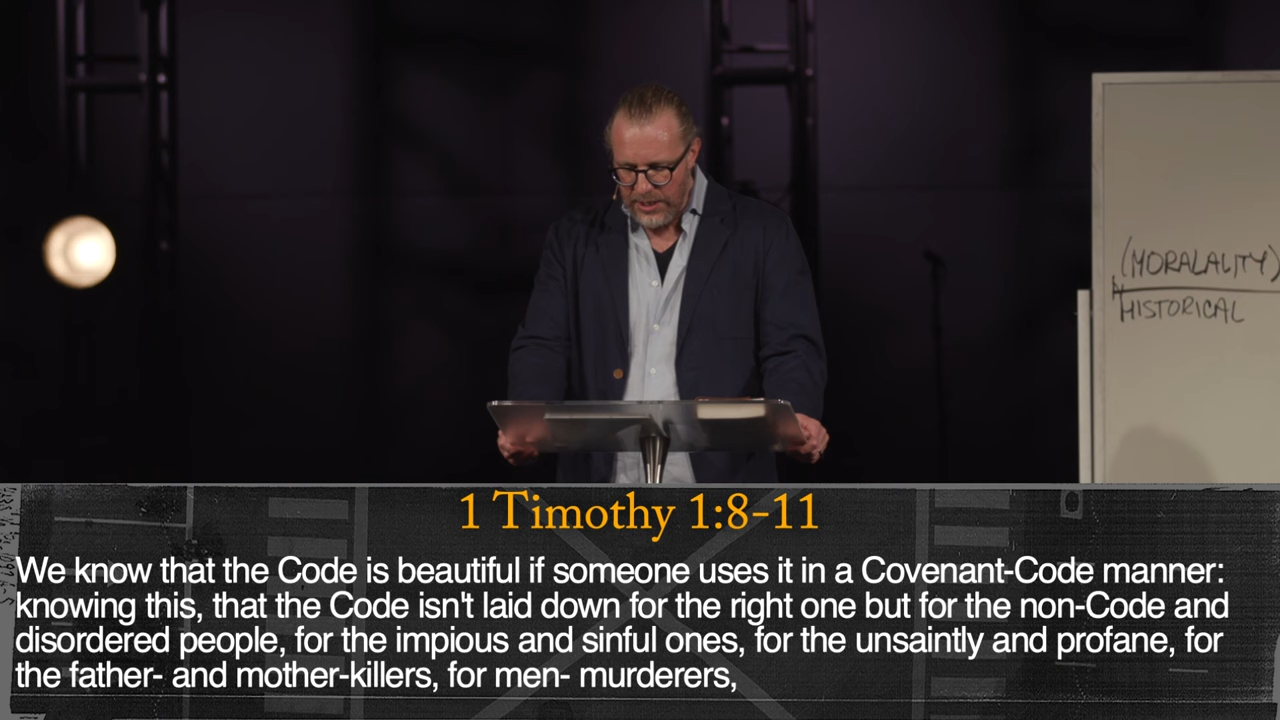 (MORALALITY)
HISTORICAL
1 Timothy 1:8-11
We know that the Code is beautiful if someone uses it in a Covenant-Code manner:
knowing this, that the Code isn't laid down for the right one but for the non-Code and
disordered people, for the impious and sinful ones, for the unsaintly and profane, for
the father- and mother-killers, for men- murderers,